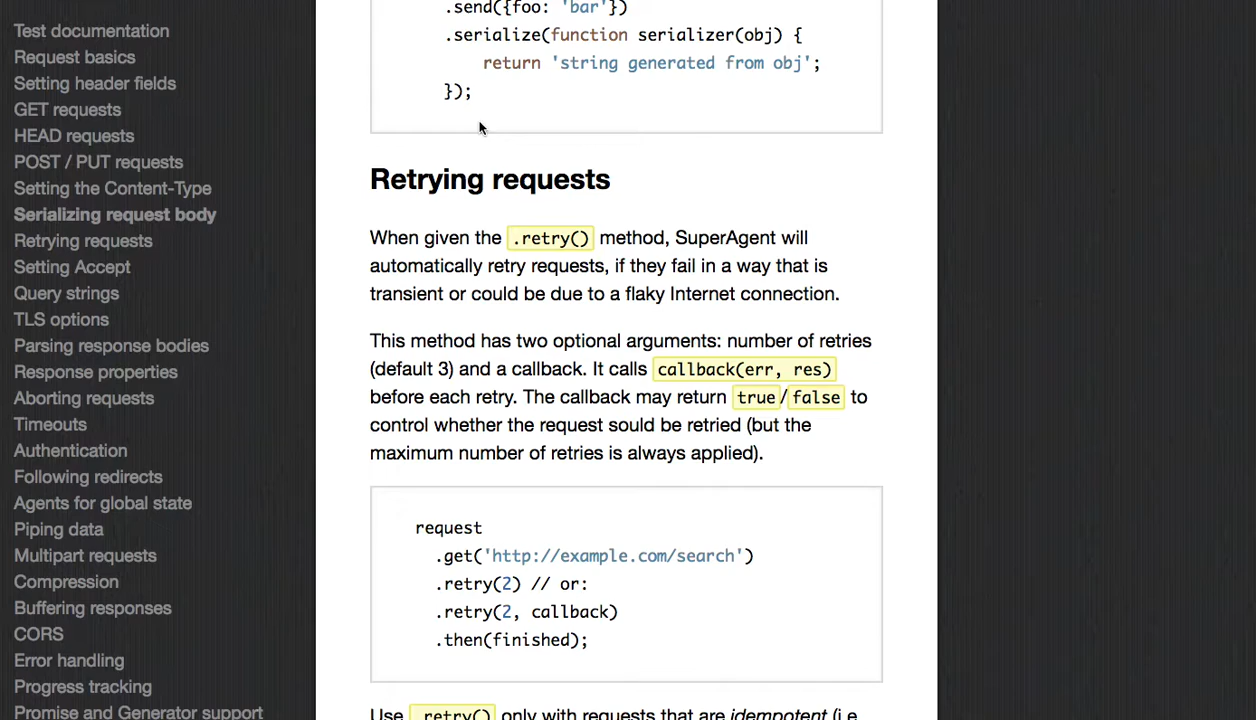 Test documentation
Request basics
Setting header fields
GET requests
HEAD requests
POST / PUT requests
Setting the Content-Type
Serializing request body
Retrying requests
Setting Accept
Query strings
TLS options
Parsing response bodies
Response properties
Aborting requests
Timeouts
Authentication
Following redirects
Agents for global state
Piping data
Multipart requests
Compression
Buffering responses
CORS
Error handling
Progress tracking
Promise and Generator support
.send({foo: 'bar'})
.serialize(function serializer(obj) {
return 'string generated from obj';
});
Retrying requests
When given the .retry() method, SuperAgent will
automatically retry requests, if they fail in a way that is
transient or could be due to a flaky Internet connection.
This method has two optional arguments: number of retries
(default 3) and a callback. It calls callback(err, res)
before each retry. The callback may return true/false to
control whether the request sould be retried (but the
maximum number of retries is always applied).
request
.get('http://example.com/search')
.retry(2) // or:
.retry(2, callback)
.then(finished);
Use .retry() only with requests that are idempotent (i.e